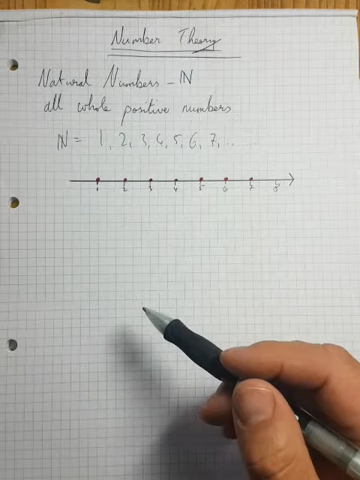 Number Theory
Natural Numbers - ℕ
all whole positive numbers
ℕ = 1, 2, 3, 4, 5, 6, 7, ... ...
1 2 3 4 5 6 7 8